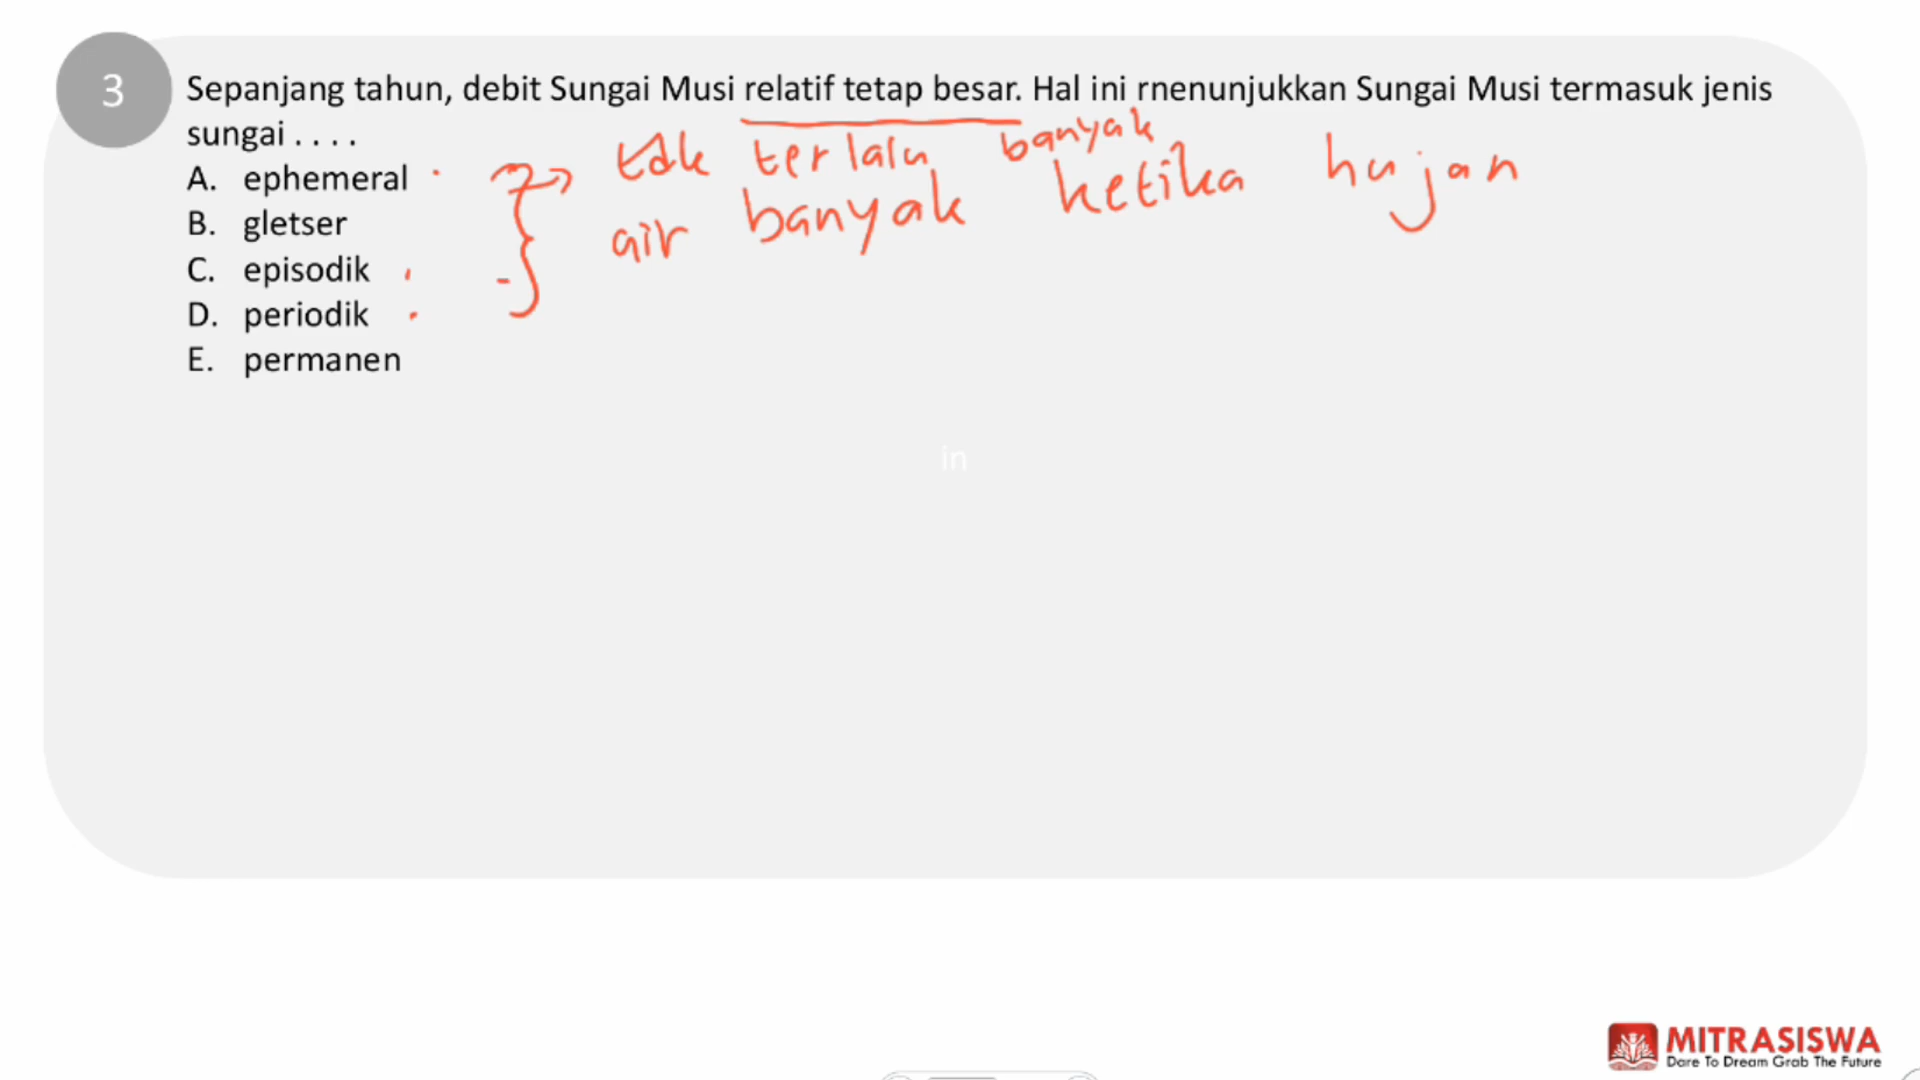 3
Sepanjang tahun, debit Sungai Musi relatif tetap besar. Hal ini rnenunjukkan Sungai Musi termasuk jenis
sungai . . . .
A. ephemeral
B. gletser
C. episodik
D. periodik
E. permanen
tdk terlalu banyak
air banyak ketika hujan
in
MITRASISWA
Dare To Dream Grab The Future